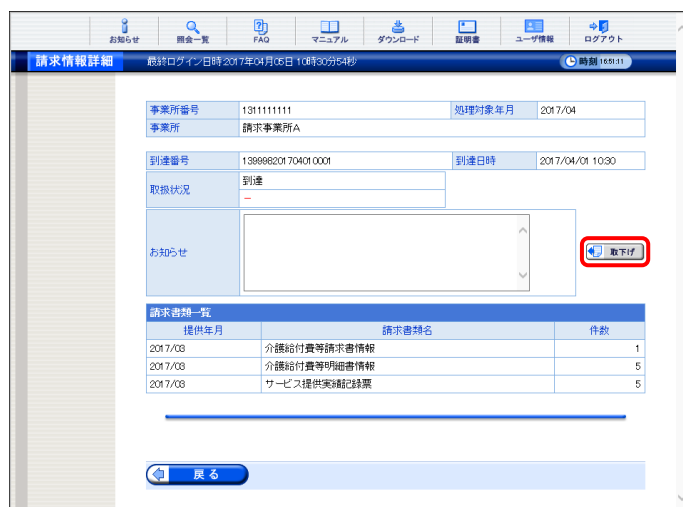 お知らせ 照会一覧 FAQ マニュアル ダウンロード 証明書 ユーザ情報 ログアウト
請求情報詳細 最終ログイン日時:2017年04月05日 10時30分54秒 時刻 16:51:11
事業所番号 1311111111 処理対象年月 2017/04
事業所 請求事業所A
到達番号 13999820170401 0001 到達日時 2017/04/01 10:30
取扱状況 到達
－
お知らせ 取下げ
請求書類一覧
提供年月 請求書類名 件数
2017/03 介護給付費等請求書情報 1
2017/03 介護給付費等明細書情報 5
2017/03 サービス提供実績記録票 5
戻る